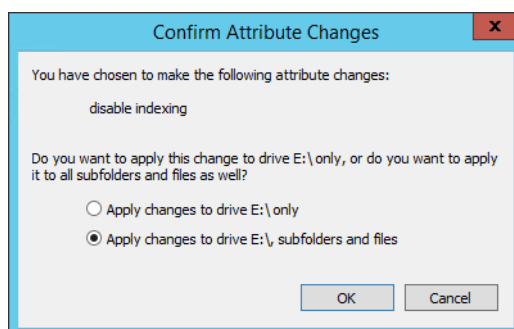 Confirm Attribute Changes
x
You have chosen to make the following attribute changes:
disable indexing
Do you want to apply this change to drive E:\ only, or do you want to apply
it to all subfolders and files as well?
Apply changes to drive E:\ only
Apply changes to drive E:\, subfolders and files
OK
Cancel